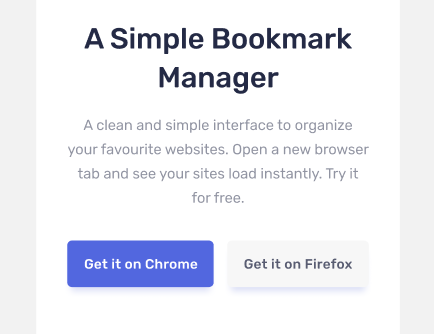 A Simple Bookmark
Manager
A clean and simple interface to organize
your favourite websites. Open a new browser
tab and see your sites load instantly. Try it
for free.
Get it on Chrome
Get it on Firefox